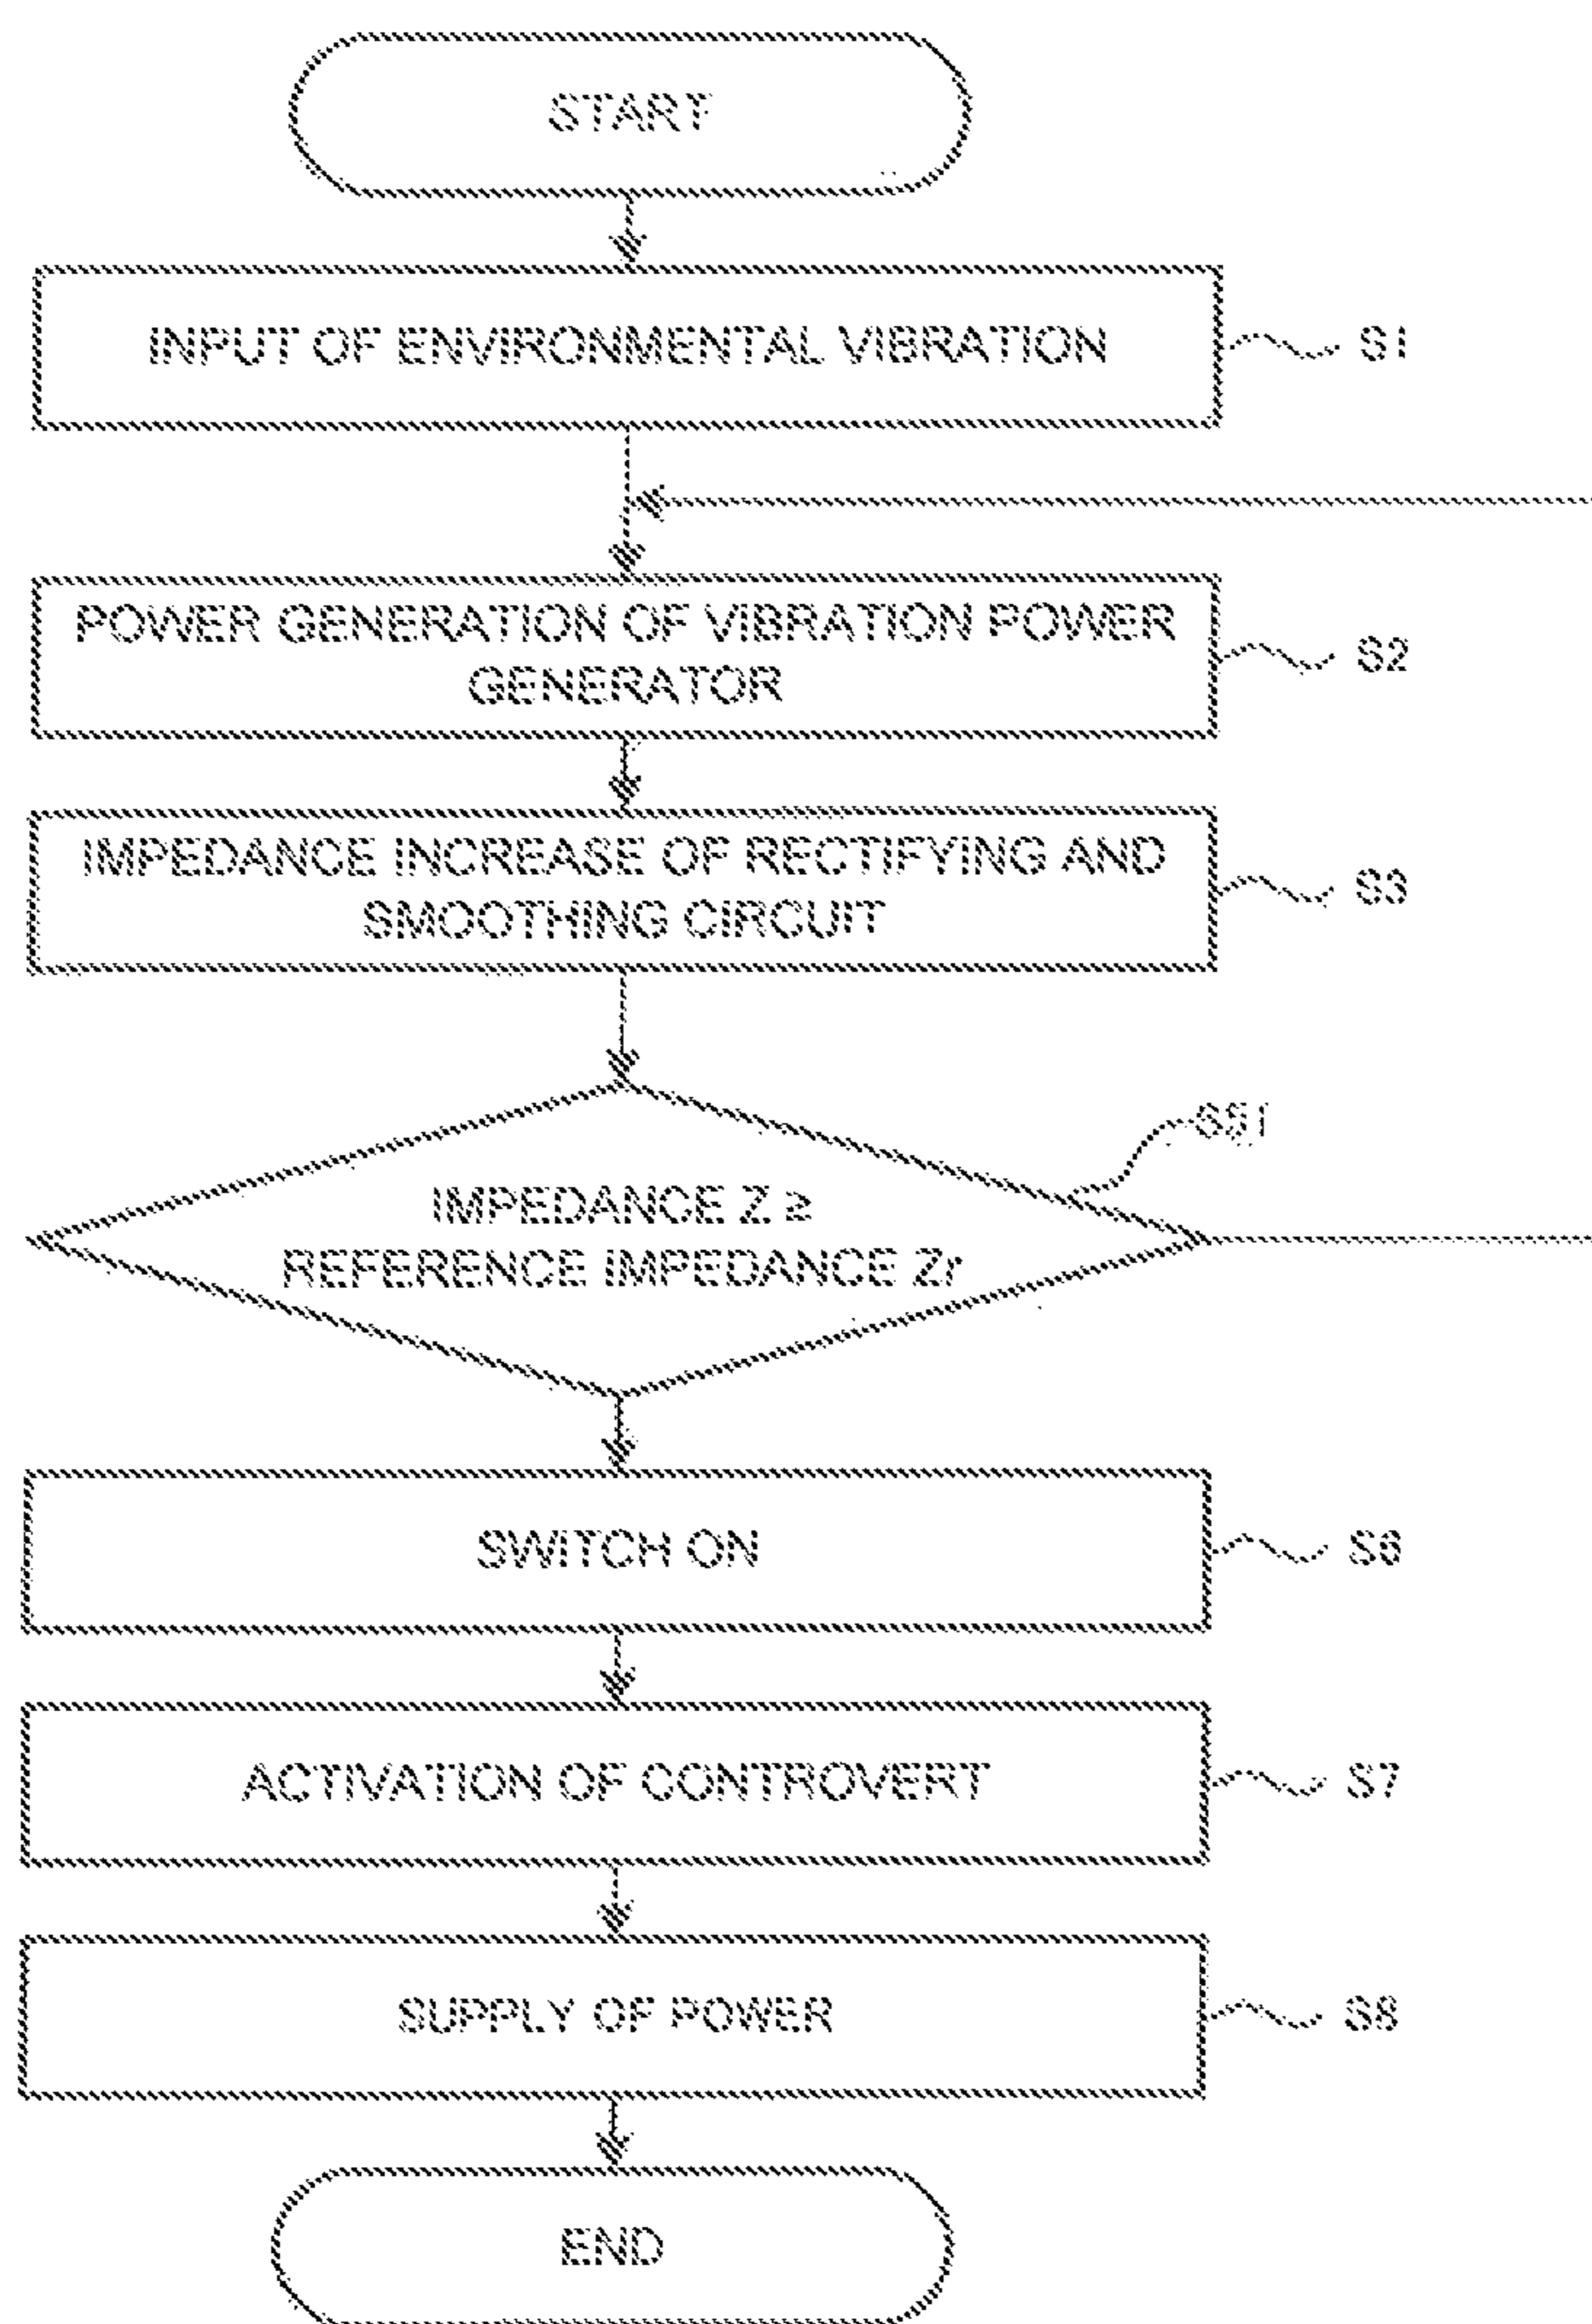 START
INPUT OF ENVIRONMENTAL VIBRATION
S1
POWER GENERATION OF VIBRATION POWER
GENERATOR
S2
IMPEDANCE INCREASE OF RECTIFYING AND
SMOOTHING CIRCUIT
S3
S51
IMPEDANCE Z ≥
REFERENCE IMPEDANCE Zr
SWITCH ON
S6
ACTIVATION OF CONTROVERT
S7
SUPPLY OF POWER
S8
END